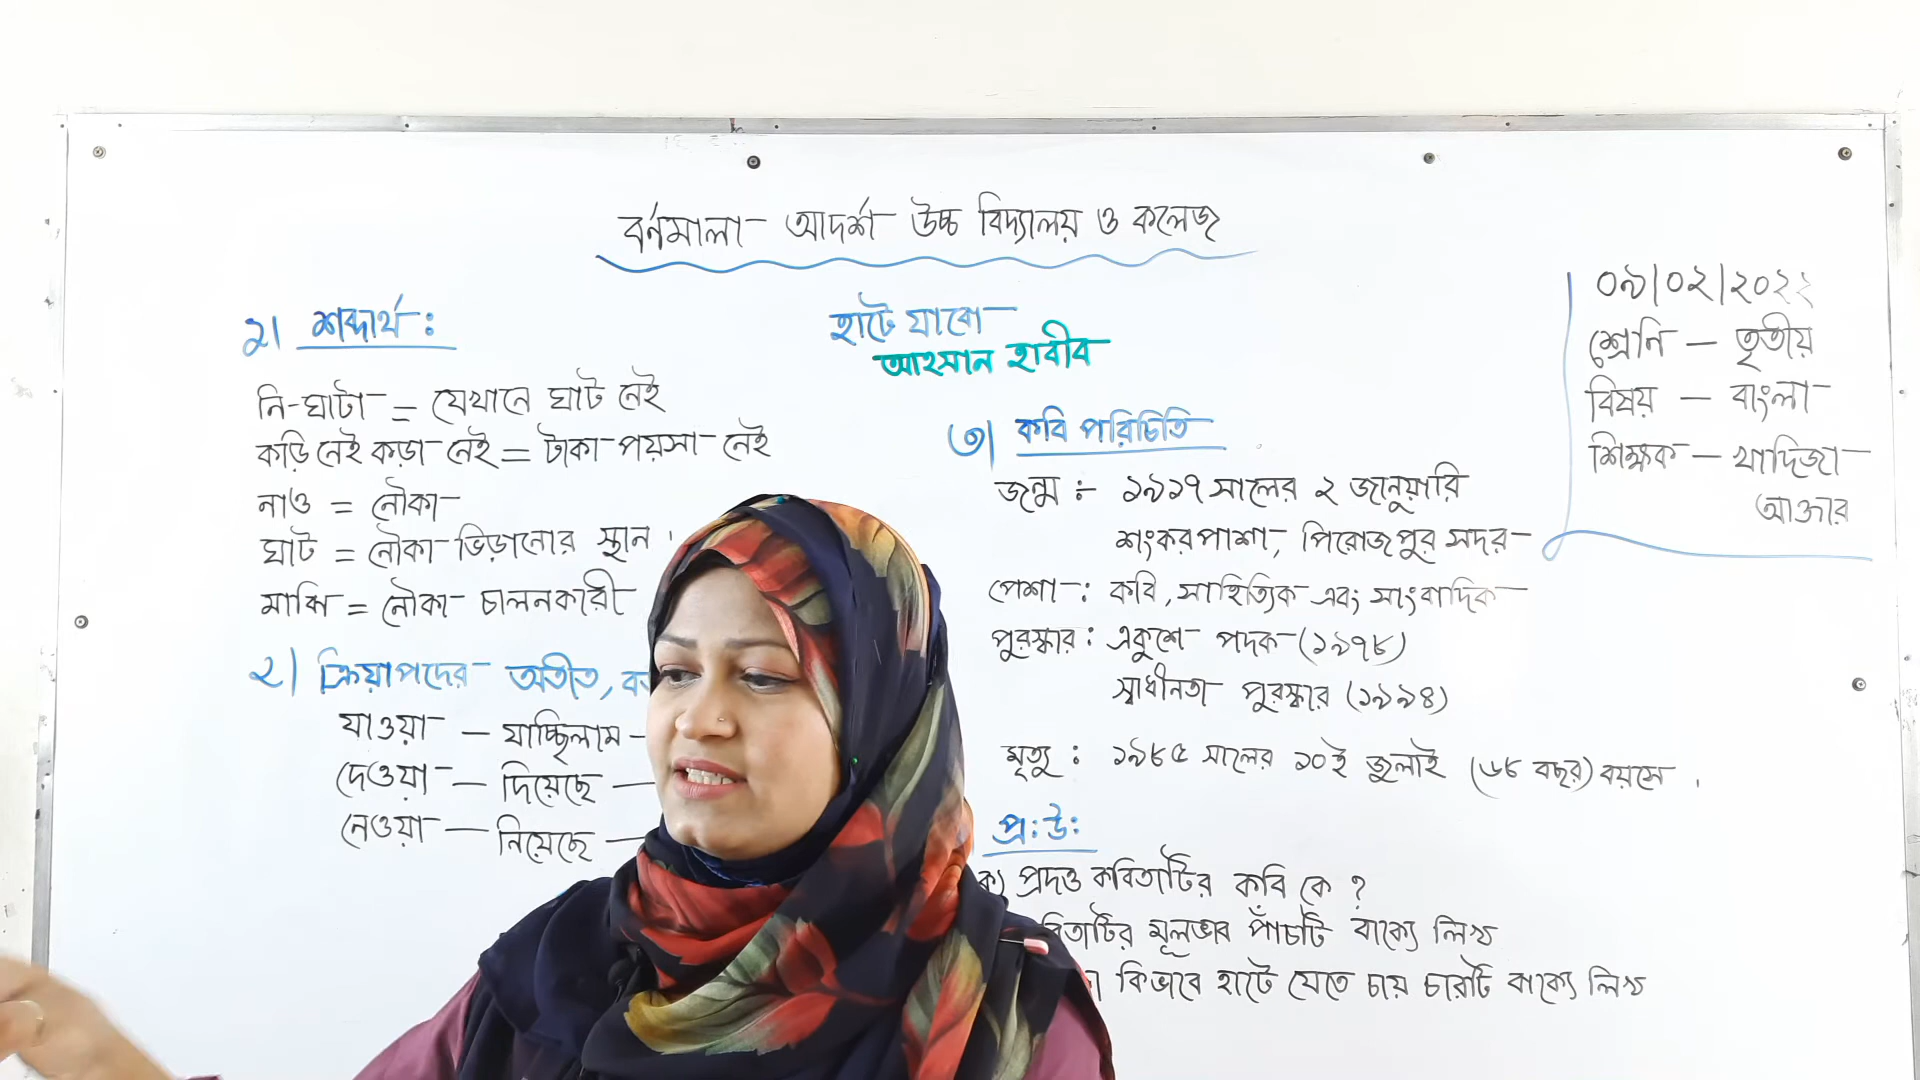 বর্ণমালা আদর্শ উচ্চ বিদ্যালয় ও কলেজ
০৯|০২|২০২২
শ্রেণি - তৃতীয়
বিষয় - বাংলা
শিক্ষক - খাদিজা
আক্তার
হাটে যাবো
আহসান হাবীব
১| শব্দার্থ :
নি-ঘাটা = যেখানে ঘাট নেই
কড়ি নেই কড়া নেই = টাকা পয়সা নেই
নাও = নৌকা
ঘাট = নৌকা ভিড়ানোর স্থান ।
মাঝি = নৌকা চালনকারী
২| ক্রিয়াপদের অতীত,
যাওয়া - যাচ্ছিলাম -
দেওয়া - দিয়েছে -
নেওয়া - নিয়েছে -
৩| কবি পরিচিতি
জন্ম :- ১৯১৭ সালের ২ জানুয়ারি
শংকরপাশা, পিরোজপুর সদর
পেশা : কবি, সাহিত্যিক এবং সাংবাদিক
পুরস্কার : একুশে পদক (১৯৭৮)
স্বাধীনতা পুরস্কার (১৯৯৪)
মৃত্যু : ১৯৮৫ সালের ১০ই জুলাই (৬৮ বছর) বয়সে ।
প্র: উ:
ক) প্রদত্ত কবিতাটির কবি কে ?
মূলভাব পাঁচটি বাক্যে লিখ
কিভাবে হাটে যেতে চায় চারটি বাক্যে লিখ